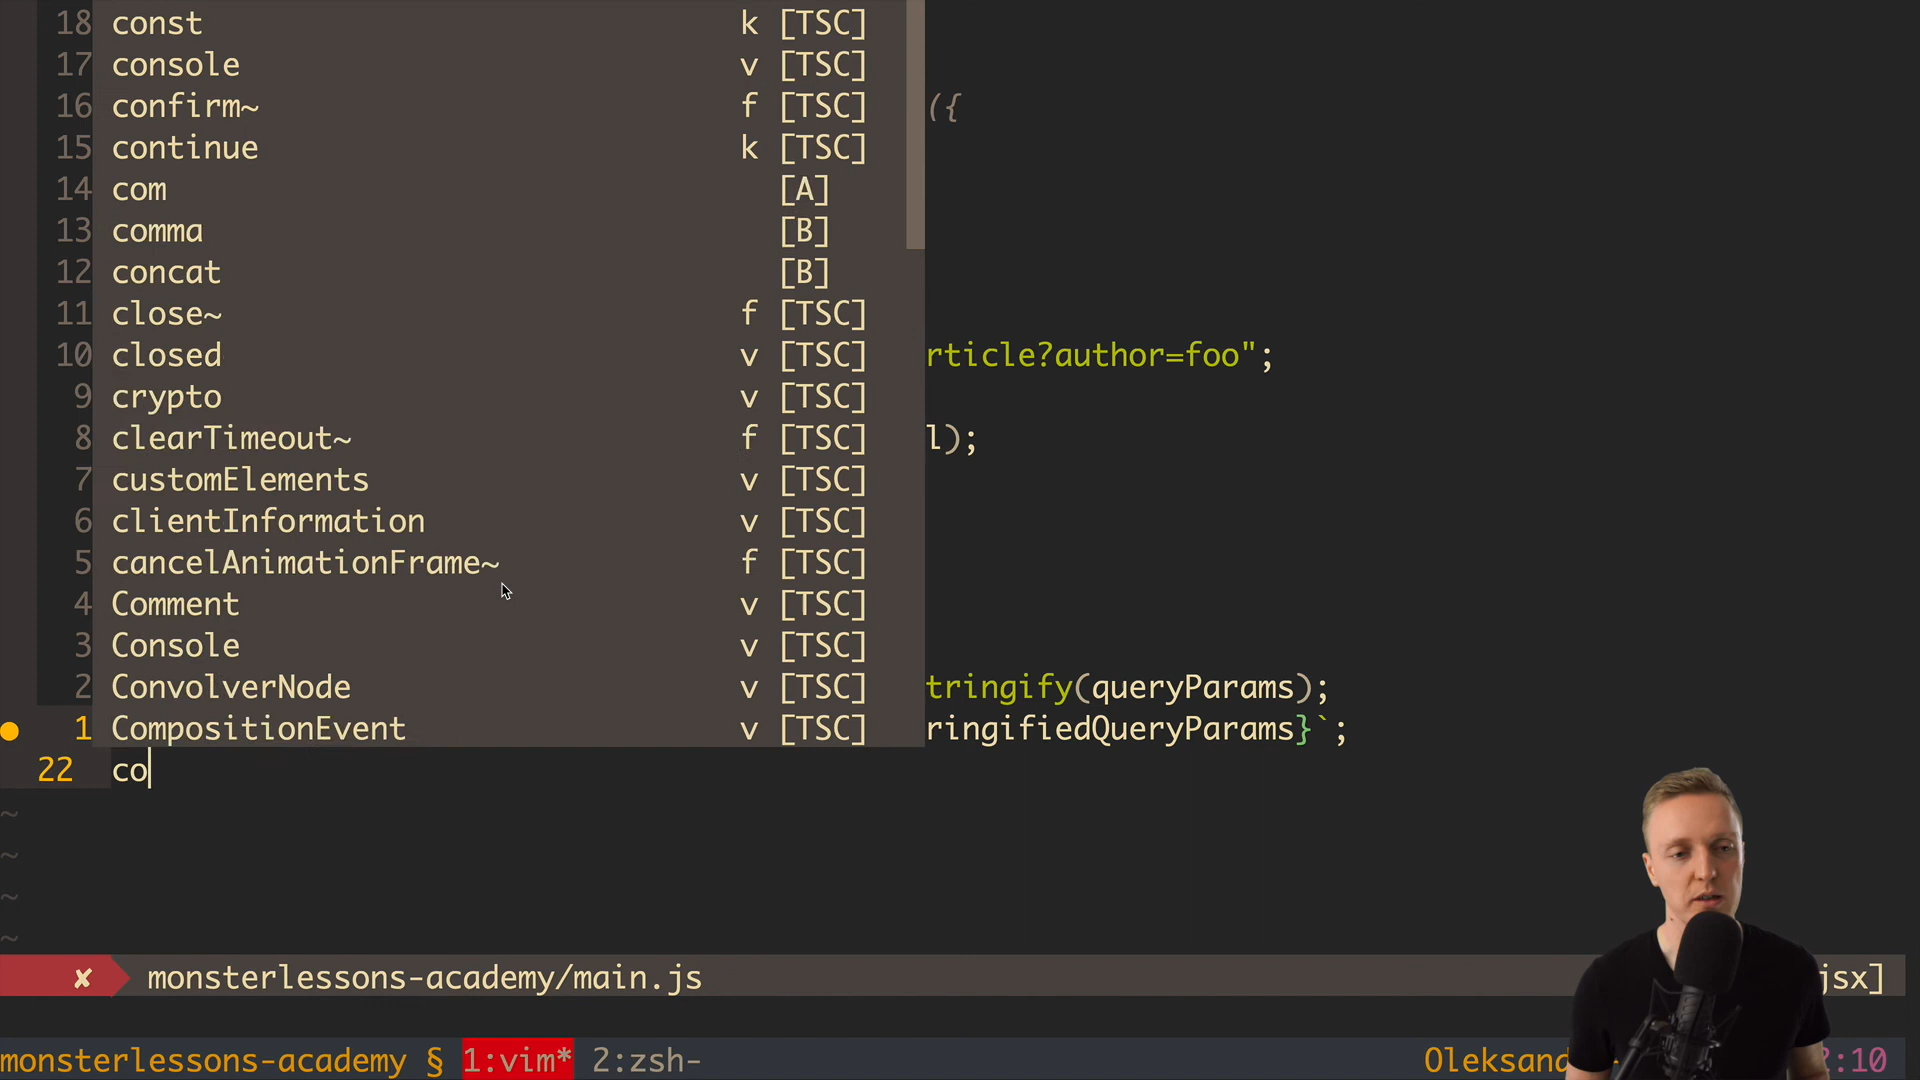 18 const k [TSC]
17 console v [TSC]
16 confirm~ f [TSC] ({
15 continue k [TSC]
14 com [A]
13 comma [B]
12 concat [B]
11 close~ f [TSC]
10 closed v [TSC] rticle?author=foo";
9 crypto v [TSC]
8 clearTimeout~ f [TSC] l);
7 customElements v [TSC]
6 clientInformation v [TSC]
5 cancelAnimationFrame~ f [TSC]
4 Comment v [TSC]
3 Console v [TSC]
2 ConvolverNode v [TSC] tringify(queryParams);
1 CompositionEvent v [TSC] ringifiedQueryParams}`;
22 co
~
~
~
~
✘ monsterlessons-academy/main.js jsx]
monsterlessons-academy § 1:vim* 2:zsh- Oleksand 2:10